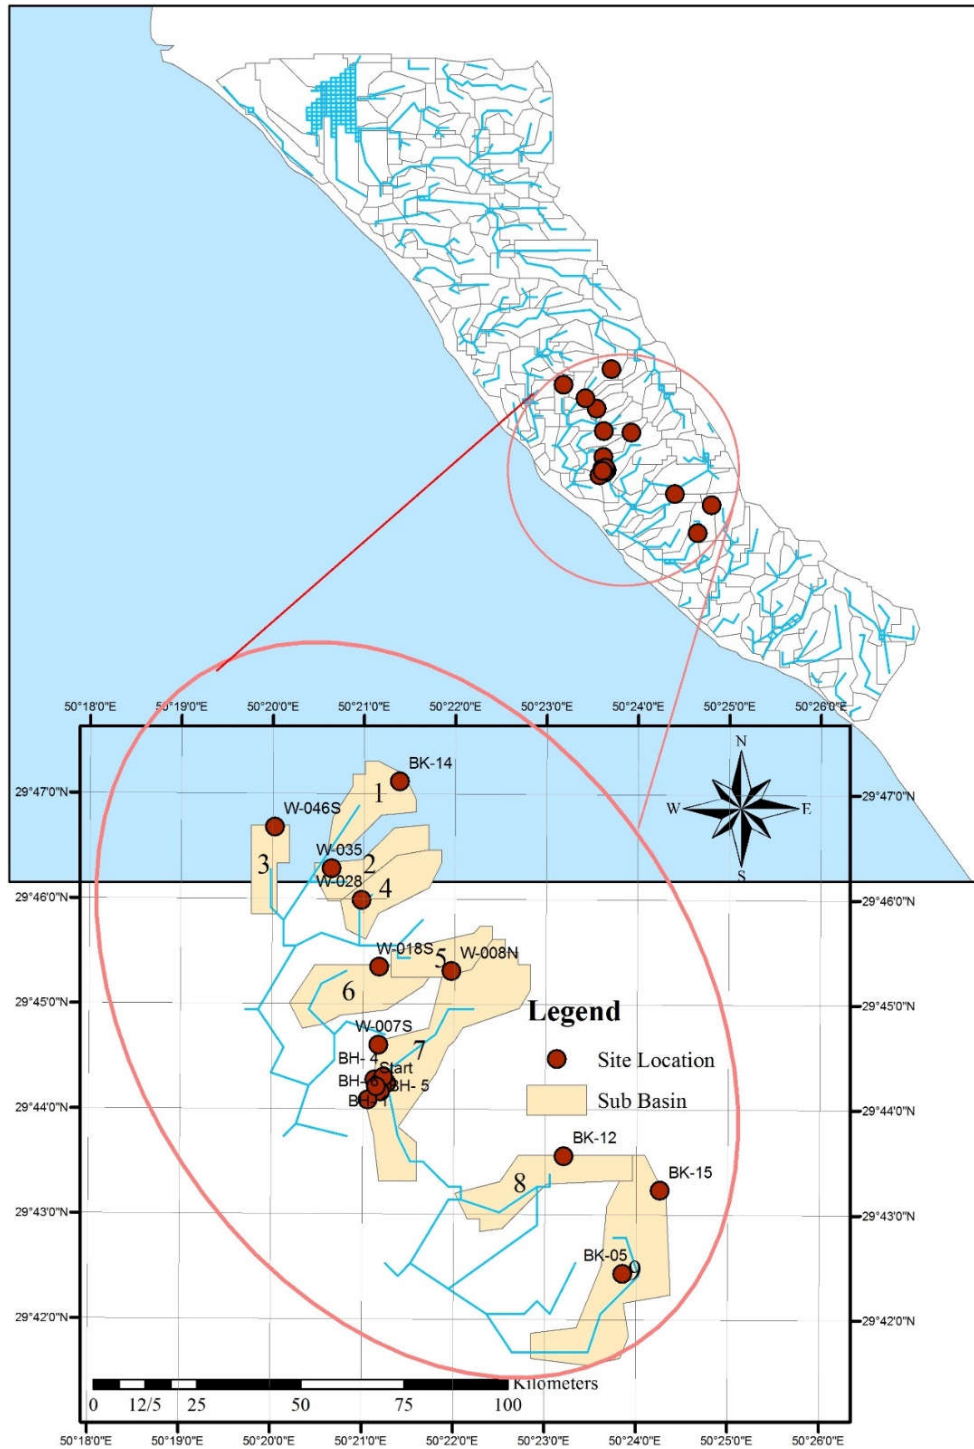 50°18'0"E 50°19'0"E 50°20'0"E 50°21'0"E 50°22'0"E 50°23'0"E 50°24'0"E 50°25'0"E 50°26'0"E
N
W E
S
BK-14
1
29°47'0"N 29°47'0"N
W-046S
W-035
3 2
W-028
4
29°46'0"N 29°46'0"N
W-018S
5 W-008N
6
29°45'0"N 29°45'0"N
Legend
W-007S
7
BH- 4
Start
Site Location
BH- 5
Sub Basin
29°44'0"N 29°44'0"N
BK-12
BK-15
8
29°43'0"N 29°43'0"N
BK-05
9
29°42'0"N 29°42'0"N
Kilometers
0 12/5 25 50 75 100
50°18'0"E 50°19'0"E 50°20'0"E 50°21'0"E 50°22'0"E 50°23'0"E 50°24'0"E 50°25'0"E 50°26'0"E